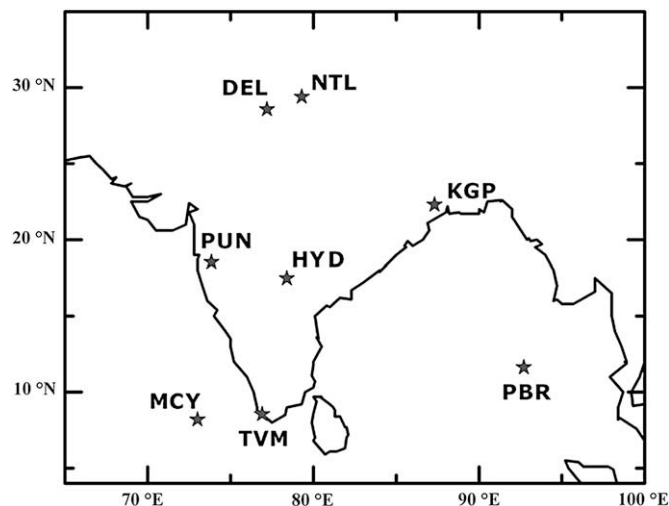 30 °N
DEL
NTL
KGP
20 °N
PUN
HYD
10 °N
MCY
TVM
PBR
70 °E
80 °E
90 °E
100 °E